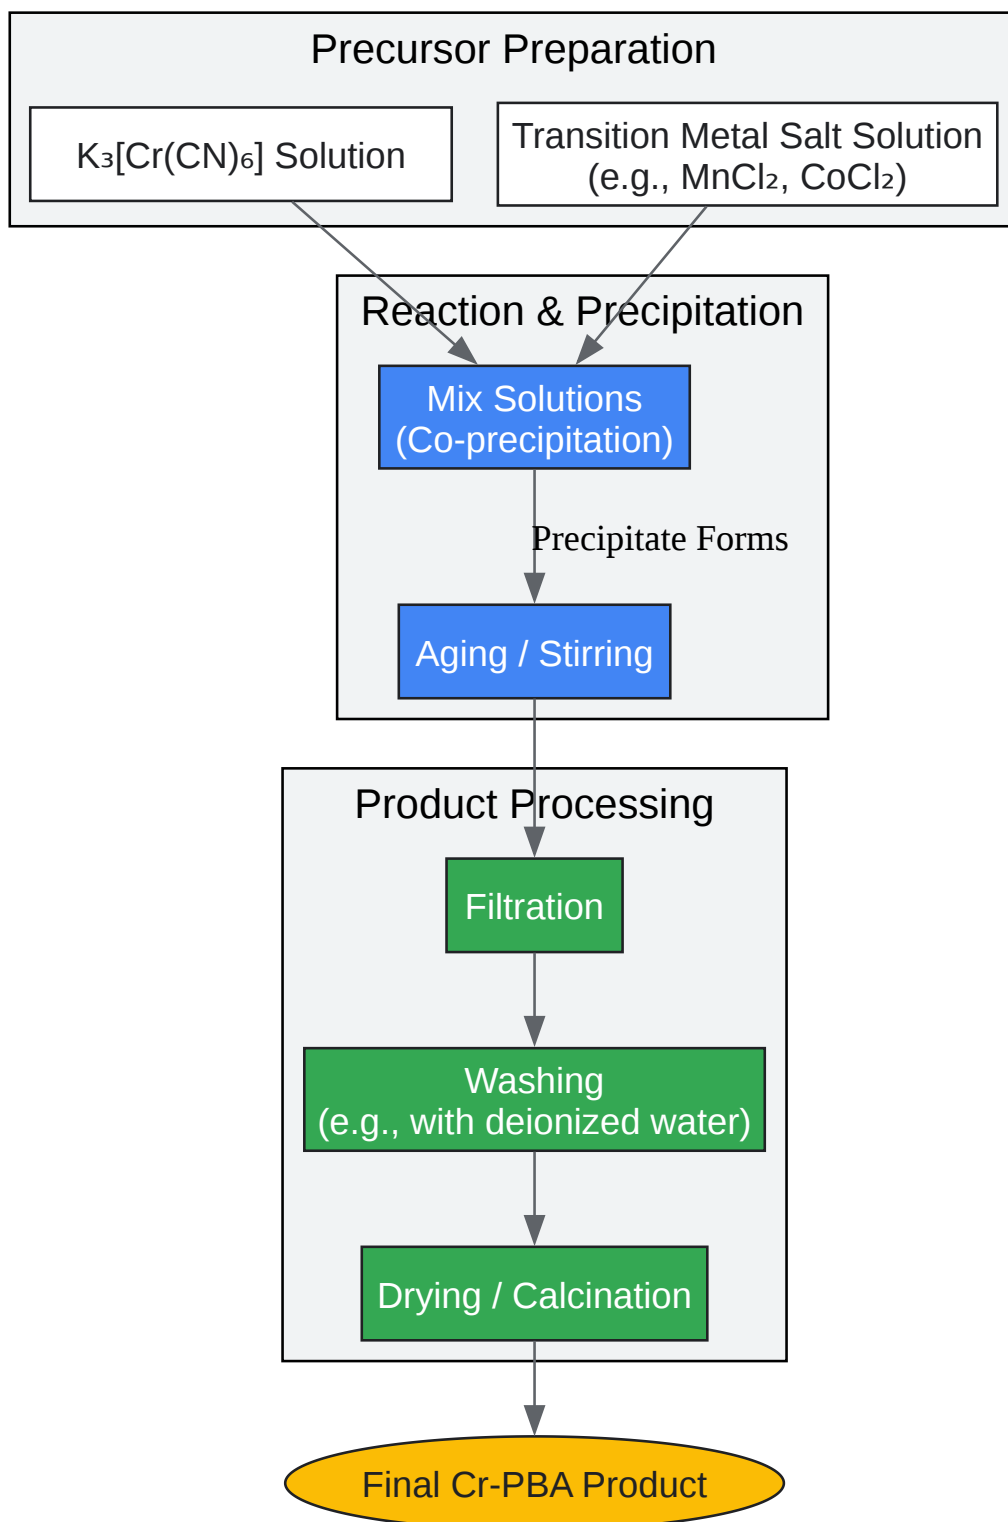 Precursor Preparation
K₃[Cr(CN)₆] Solution
Transition Metal Salt Solution
(e.g., MnCl₂, CoCl₂)
Reaction & Precipitation
Mix Solutions
(Co-precipitation)
Precipitate Forms
Aging / Stirring
Product Processing
Filtration
Washing
(e.g., with deionized water)
Drying / Calcination
Final Cr-PBA Product